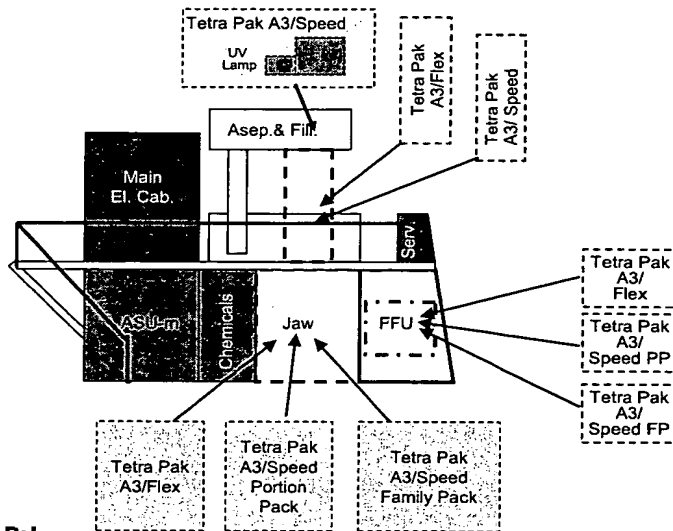 Tetra Pak A3/Speed
UV
Lamp
Tetra Pak
A3/Flex
Tetra Pak
A3/ Speed
Asep.& Fill.
Main
El. Cab.
Serv.
ASU-m
Chemicals
Jaw
FFU
Tetra Pak
A3/
Flex
Tetra Pak
A3/
Speed PP
Tetra Pak
A3/
Speed FP
Tetra Pak
A3/Flex
Tetra Pak
A3/Speed
Portion
Pack
Tetra Pak
A3/Speed
Family Pack